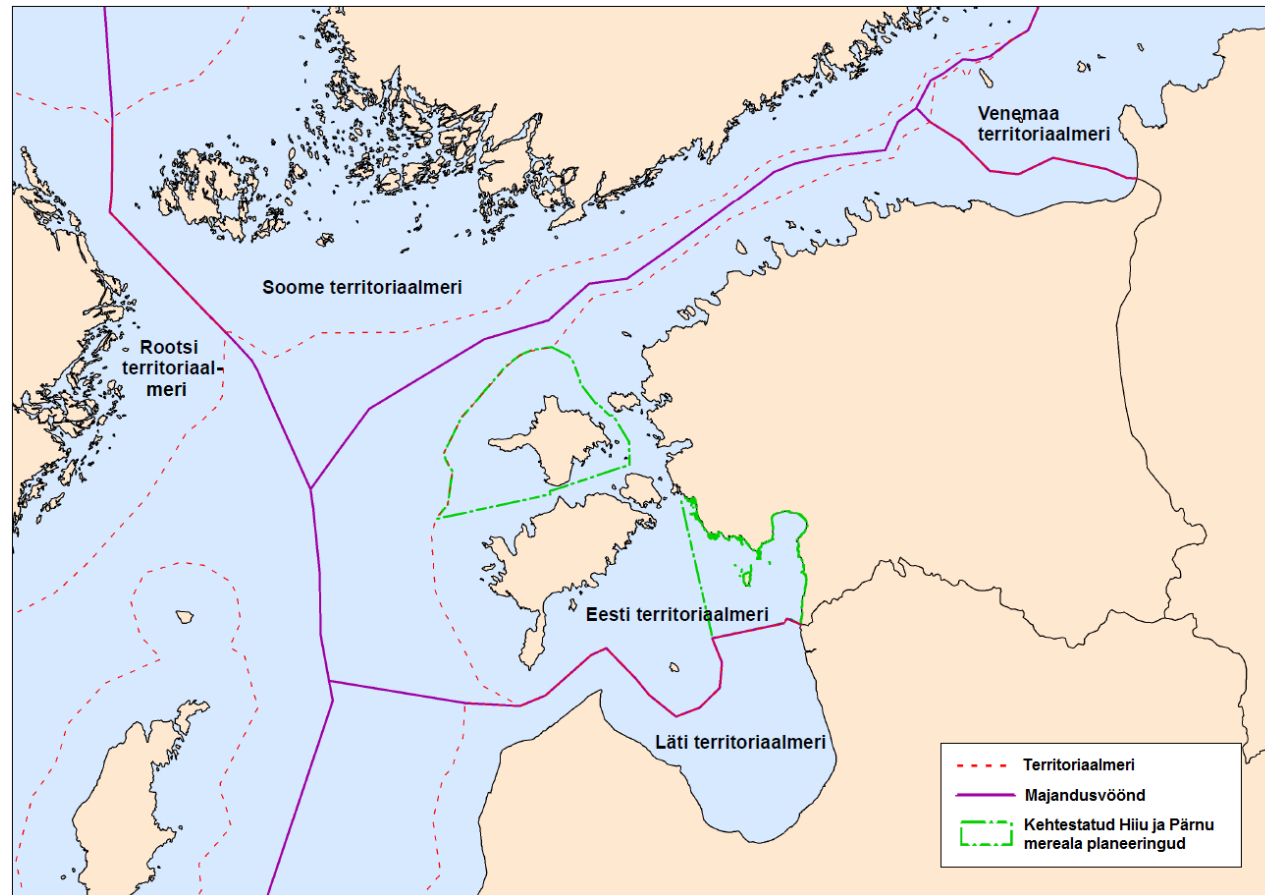 Venemaa
territoriaalmeri
Soome territoriaalmeri
Rootsi
territoriaal-
meri
Eesti territoriaalmeri
Läti territoriaalmeri
Territoriaalmeri
Majandusvöönd
Kehtestatud Hiiu ja Pärnu
mereala planeeringud